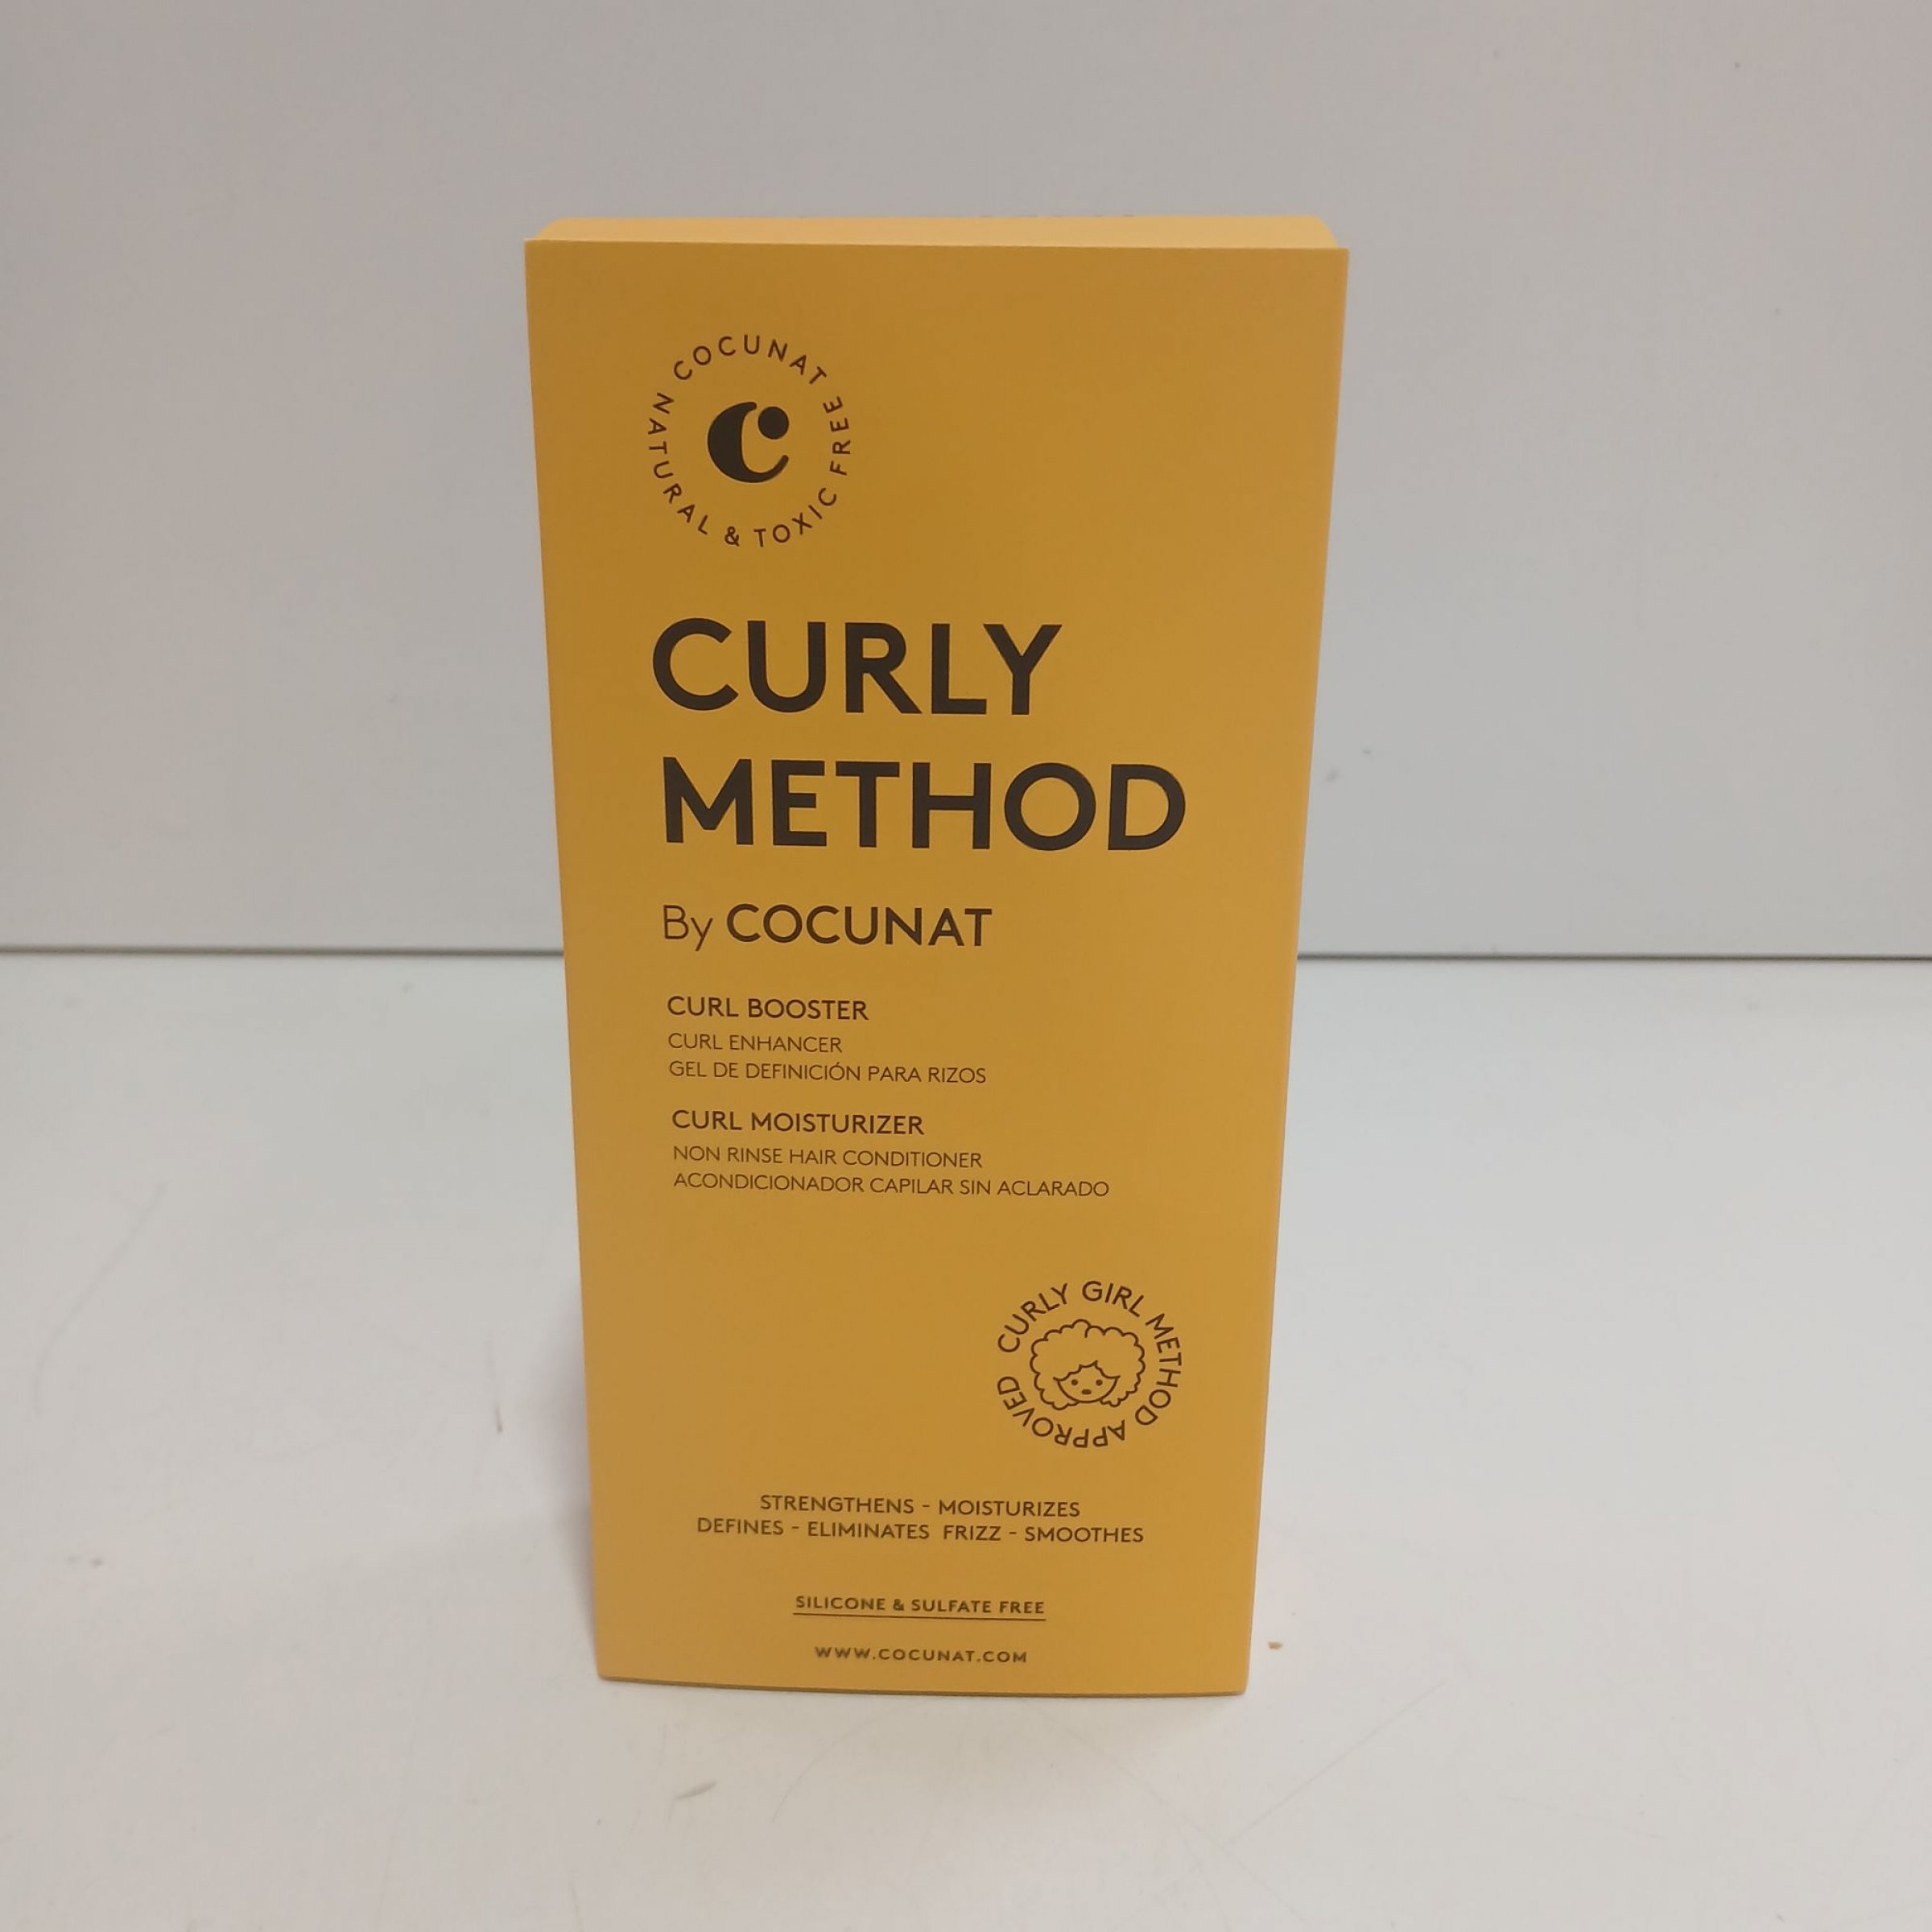 COCUNAT
NATURAL & TOXIC FREE
C
CURLY
METHOD
By COCUNAT
CURL BOOSTER
CURL ENHANCER
GEL DE DEFINICIÓN PARA RIZOS
CURL MOISTURIZER
NON RINSE HAIR CONDITIONER
ACONDICIONADOR CAPILAR SIN ACLARADO
CURLY GIRL METHOD APPROVED
STRENGTHENS - MOISTURIZES
DEFINES - ELIMINATES FRIZZ - SMOOTHES
SILICONE & SULFATE FREE
WWW.COCUNAT.COM